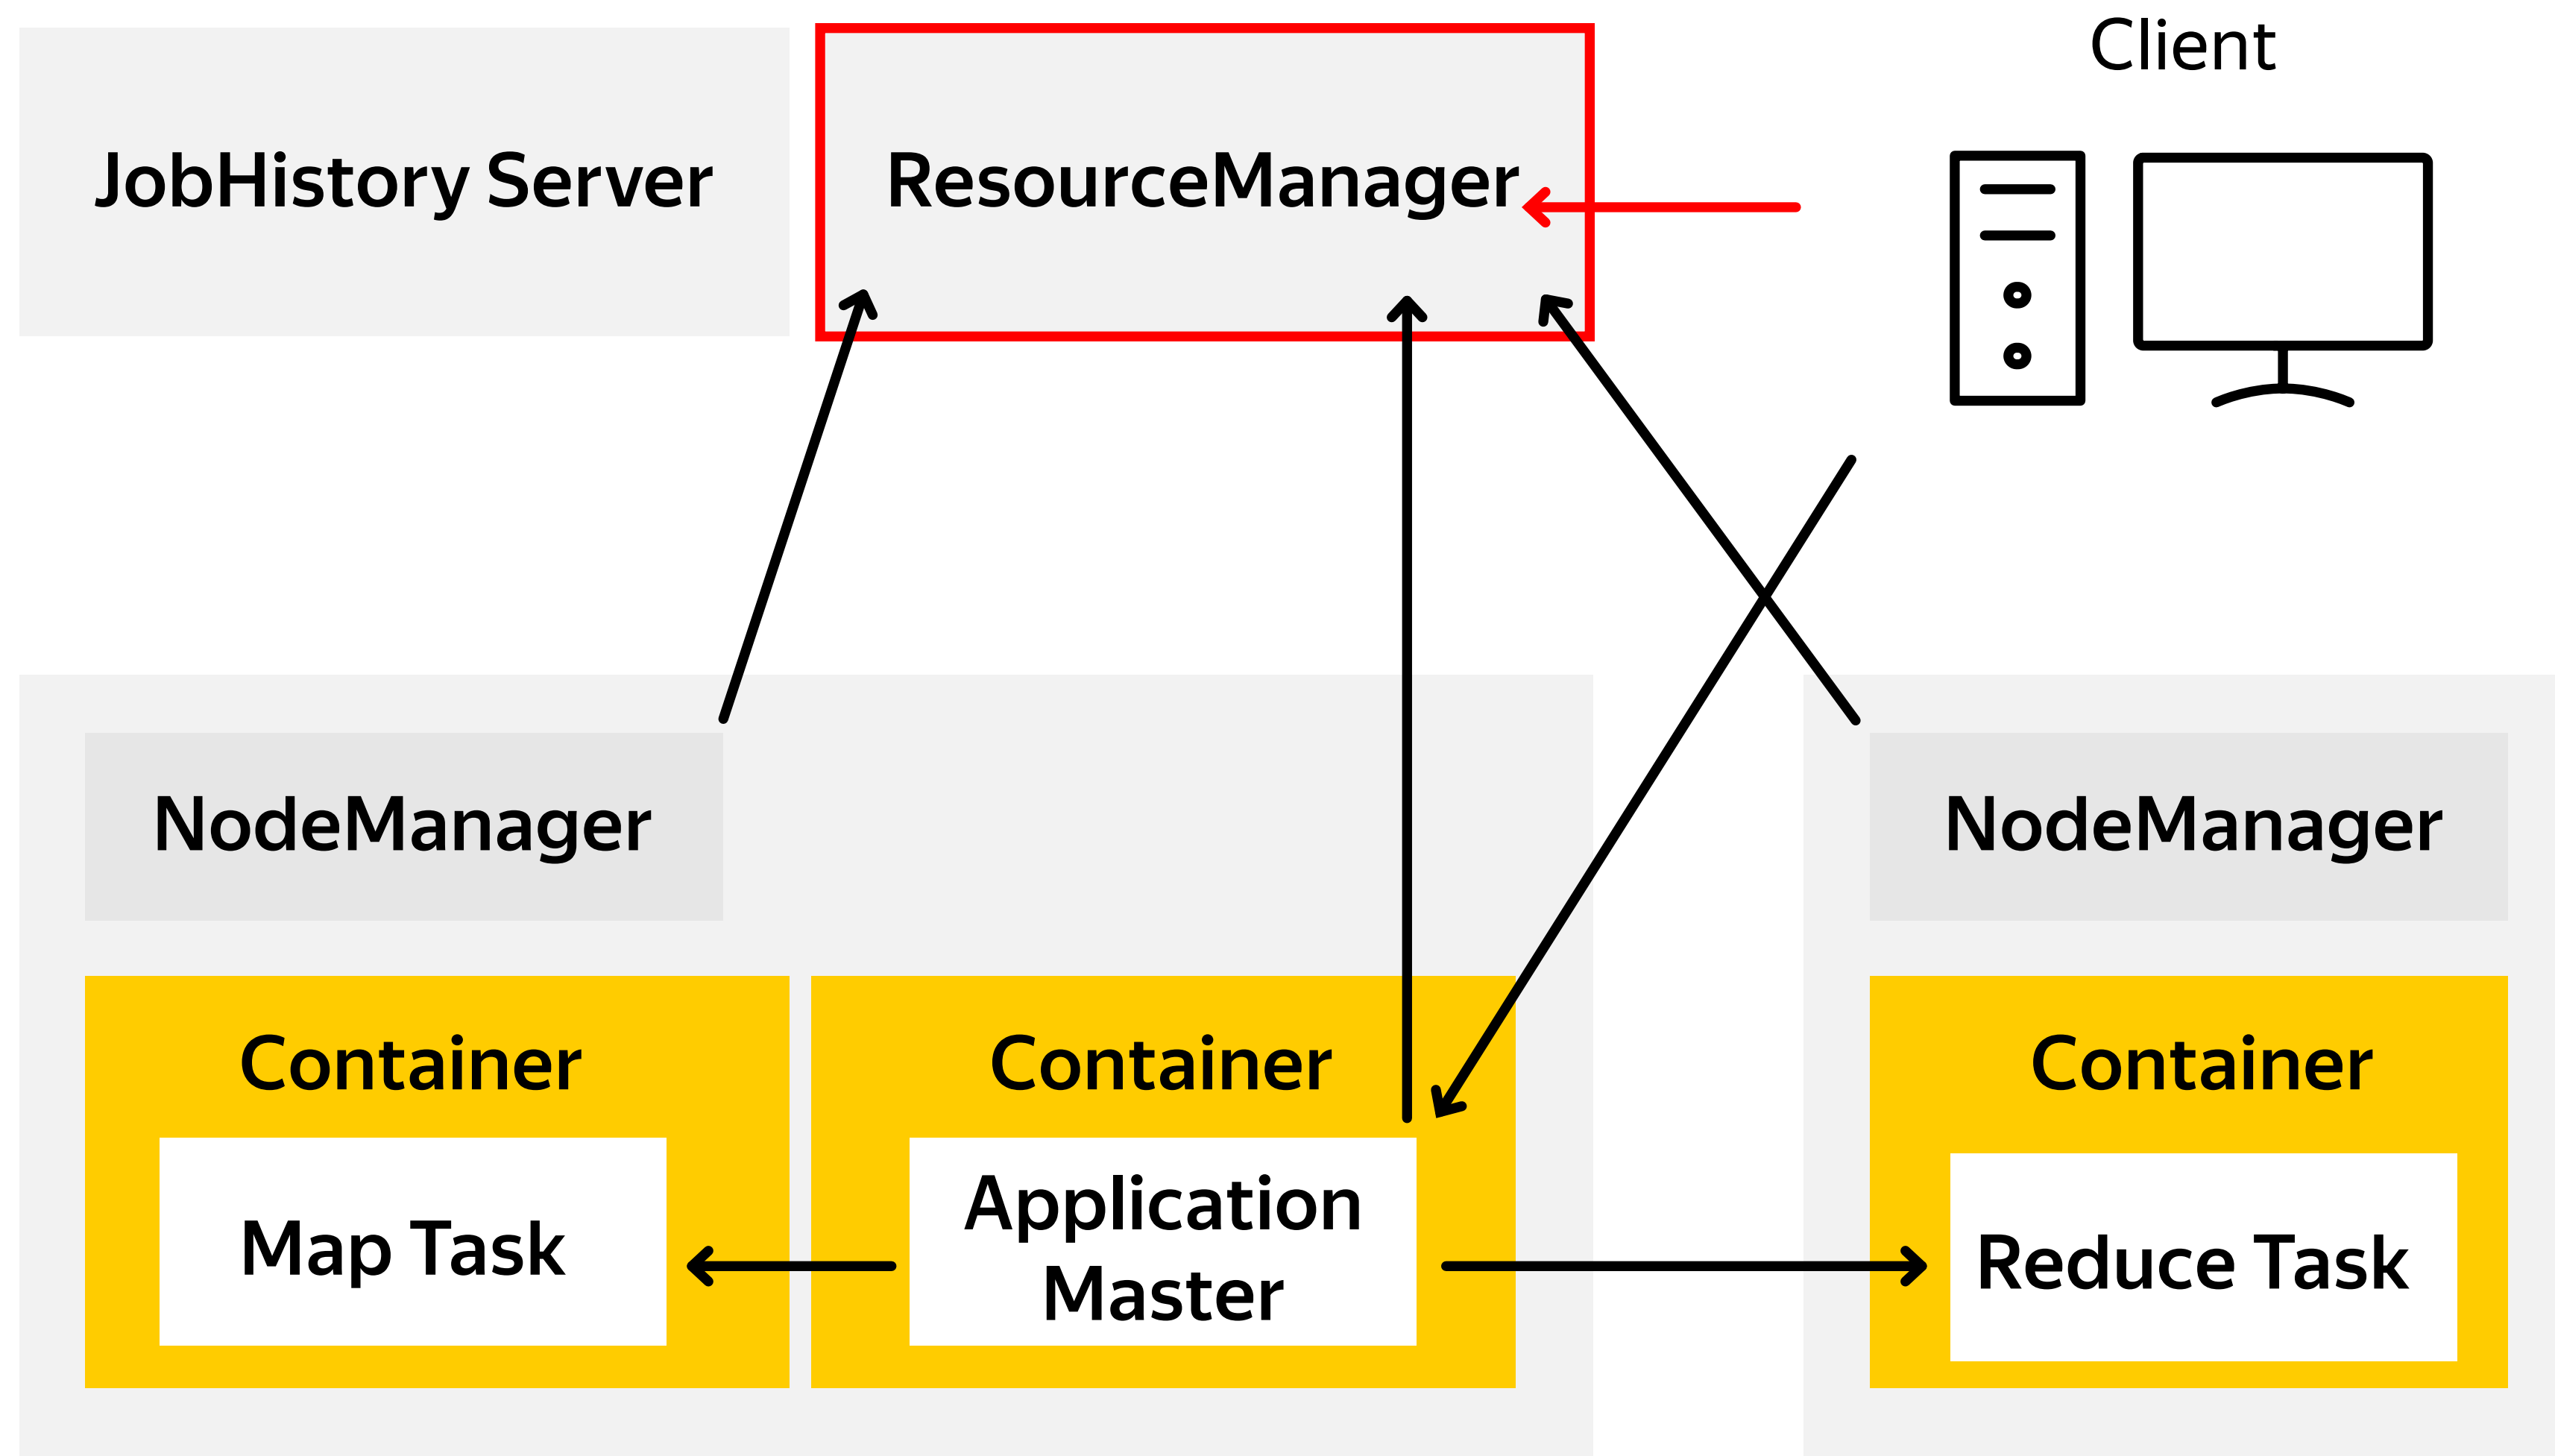 Client
JobHistory Server
ResourceManager
NodeManager
NodeManager
Container
Container
Container
Map Task
Application
Master
Reduce Task